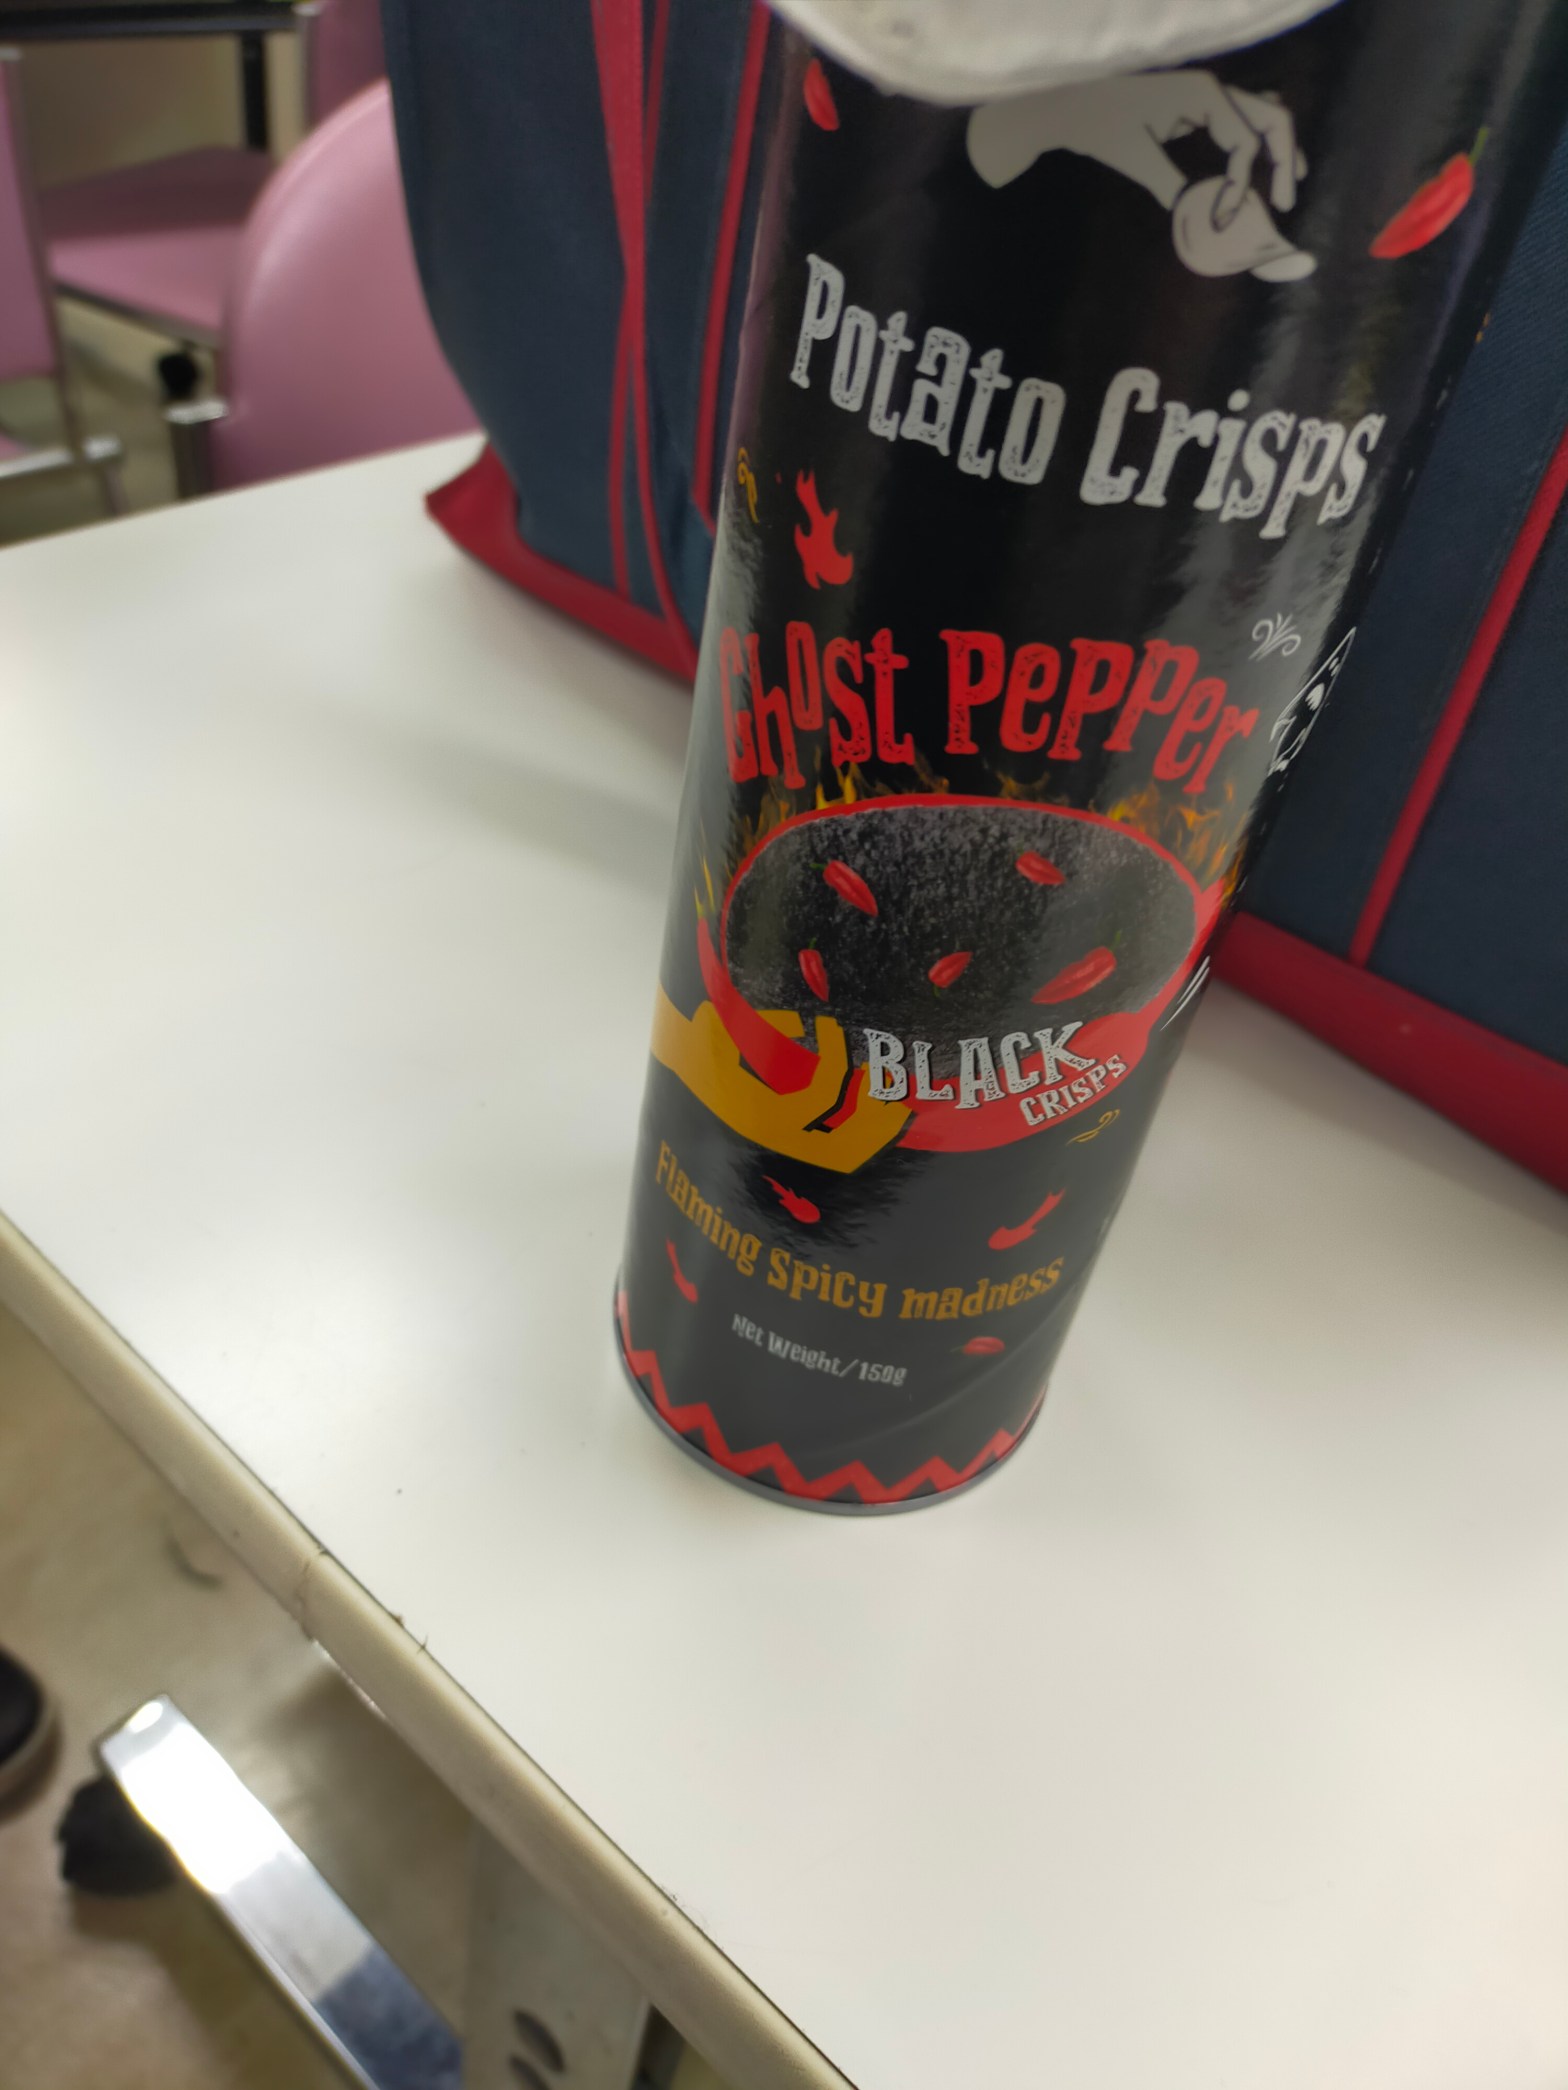 Potato Crisps
Ghost Pepper
BLACK
CRISPS
Flaming Spicy madness
Net Weight/150g